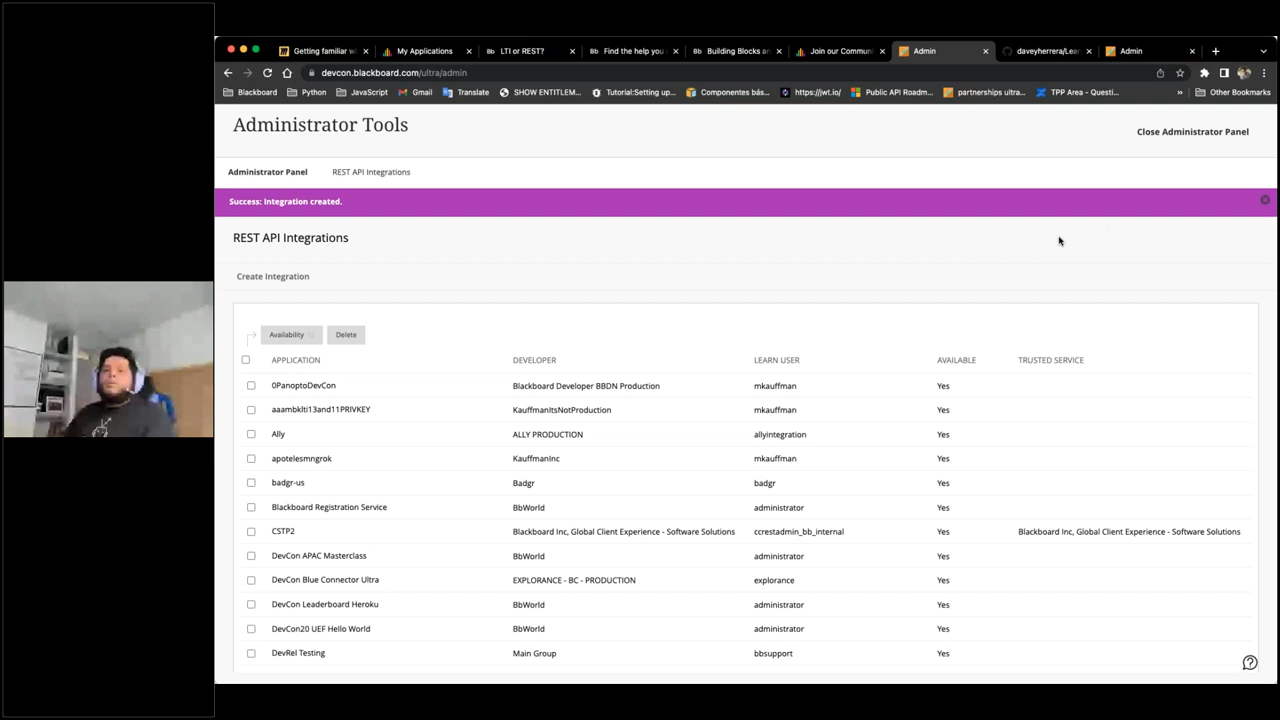 Getting familiar w
My Applications
LTI or REST?
Find the help you
Building Blocks an
Join our Commun
Admin
daveyherrera/Lear
Admin
devcon.blackboard.com/ultra/admin
Blackboard
Python
JavaScript
Gmail
Translate
SHOW ENTITLEM...
Tutorial:Setting up...
Componentes bás...
https://jwt.io/
Public API Roadm...
partnerships ultra...
TPP Area - Questi...
»
Other Bookmarks
Administrator Tools
Close Administrator Panel
Administrator Panel REST API Integrations
Success: Integration created.
REST API Integrations
Create Integration
Availability Delete
APPLICATION DEVELOPER LEARN USER AVAILABLE TRUSTED SERVICE
0PanoptoDevCon Blackboard Developer BBDN Production mkauffman Yes
aaambklti13and11PRIVKEY KauffmanItsNotProduction mkauffman Yes
Ally ALLY PRODUCTION allyintegration Yes
apotelesmngrok KauffmanInc mkauffman Yes
badgr-us Badgr badgr Yes
Blackboard Registration Service BbWorld administrator Yes
CSTP2 Blackboard Inc, Global Client Experience - Software Solutions ccrestadmin_bb_internal Yes Blackboard Inc, Global Client Experience - Software Solutions
DevCon APAC Masterclass BbWorld administrator Yes
DevCon Blue Connector Ultra EXPLORANCE - BC - PRODUCTION explorance Yes
DevCon Leaderboard Heroku BbWorld administrator Yes
DevCon20 UEF Hello World BbWorld administrator Yes
DevRel Testing Main Group bbsupport Yes